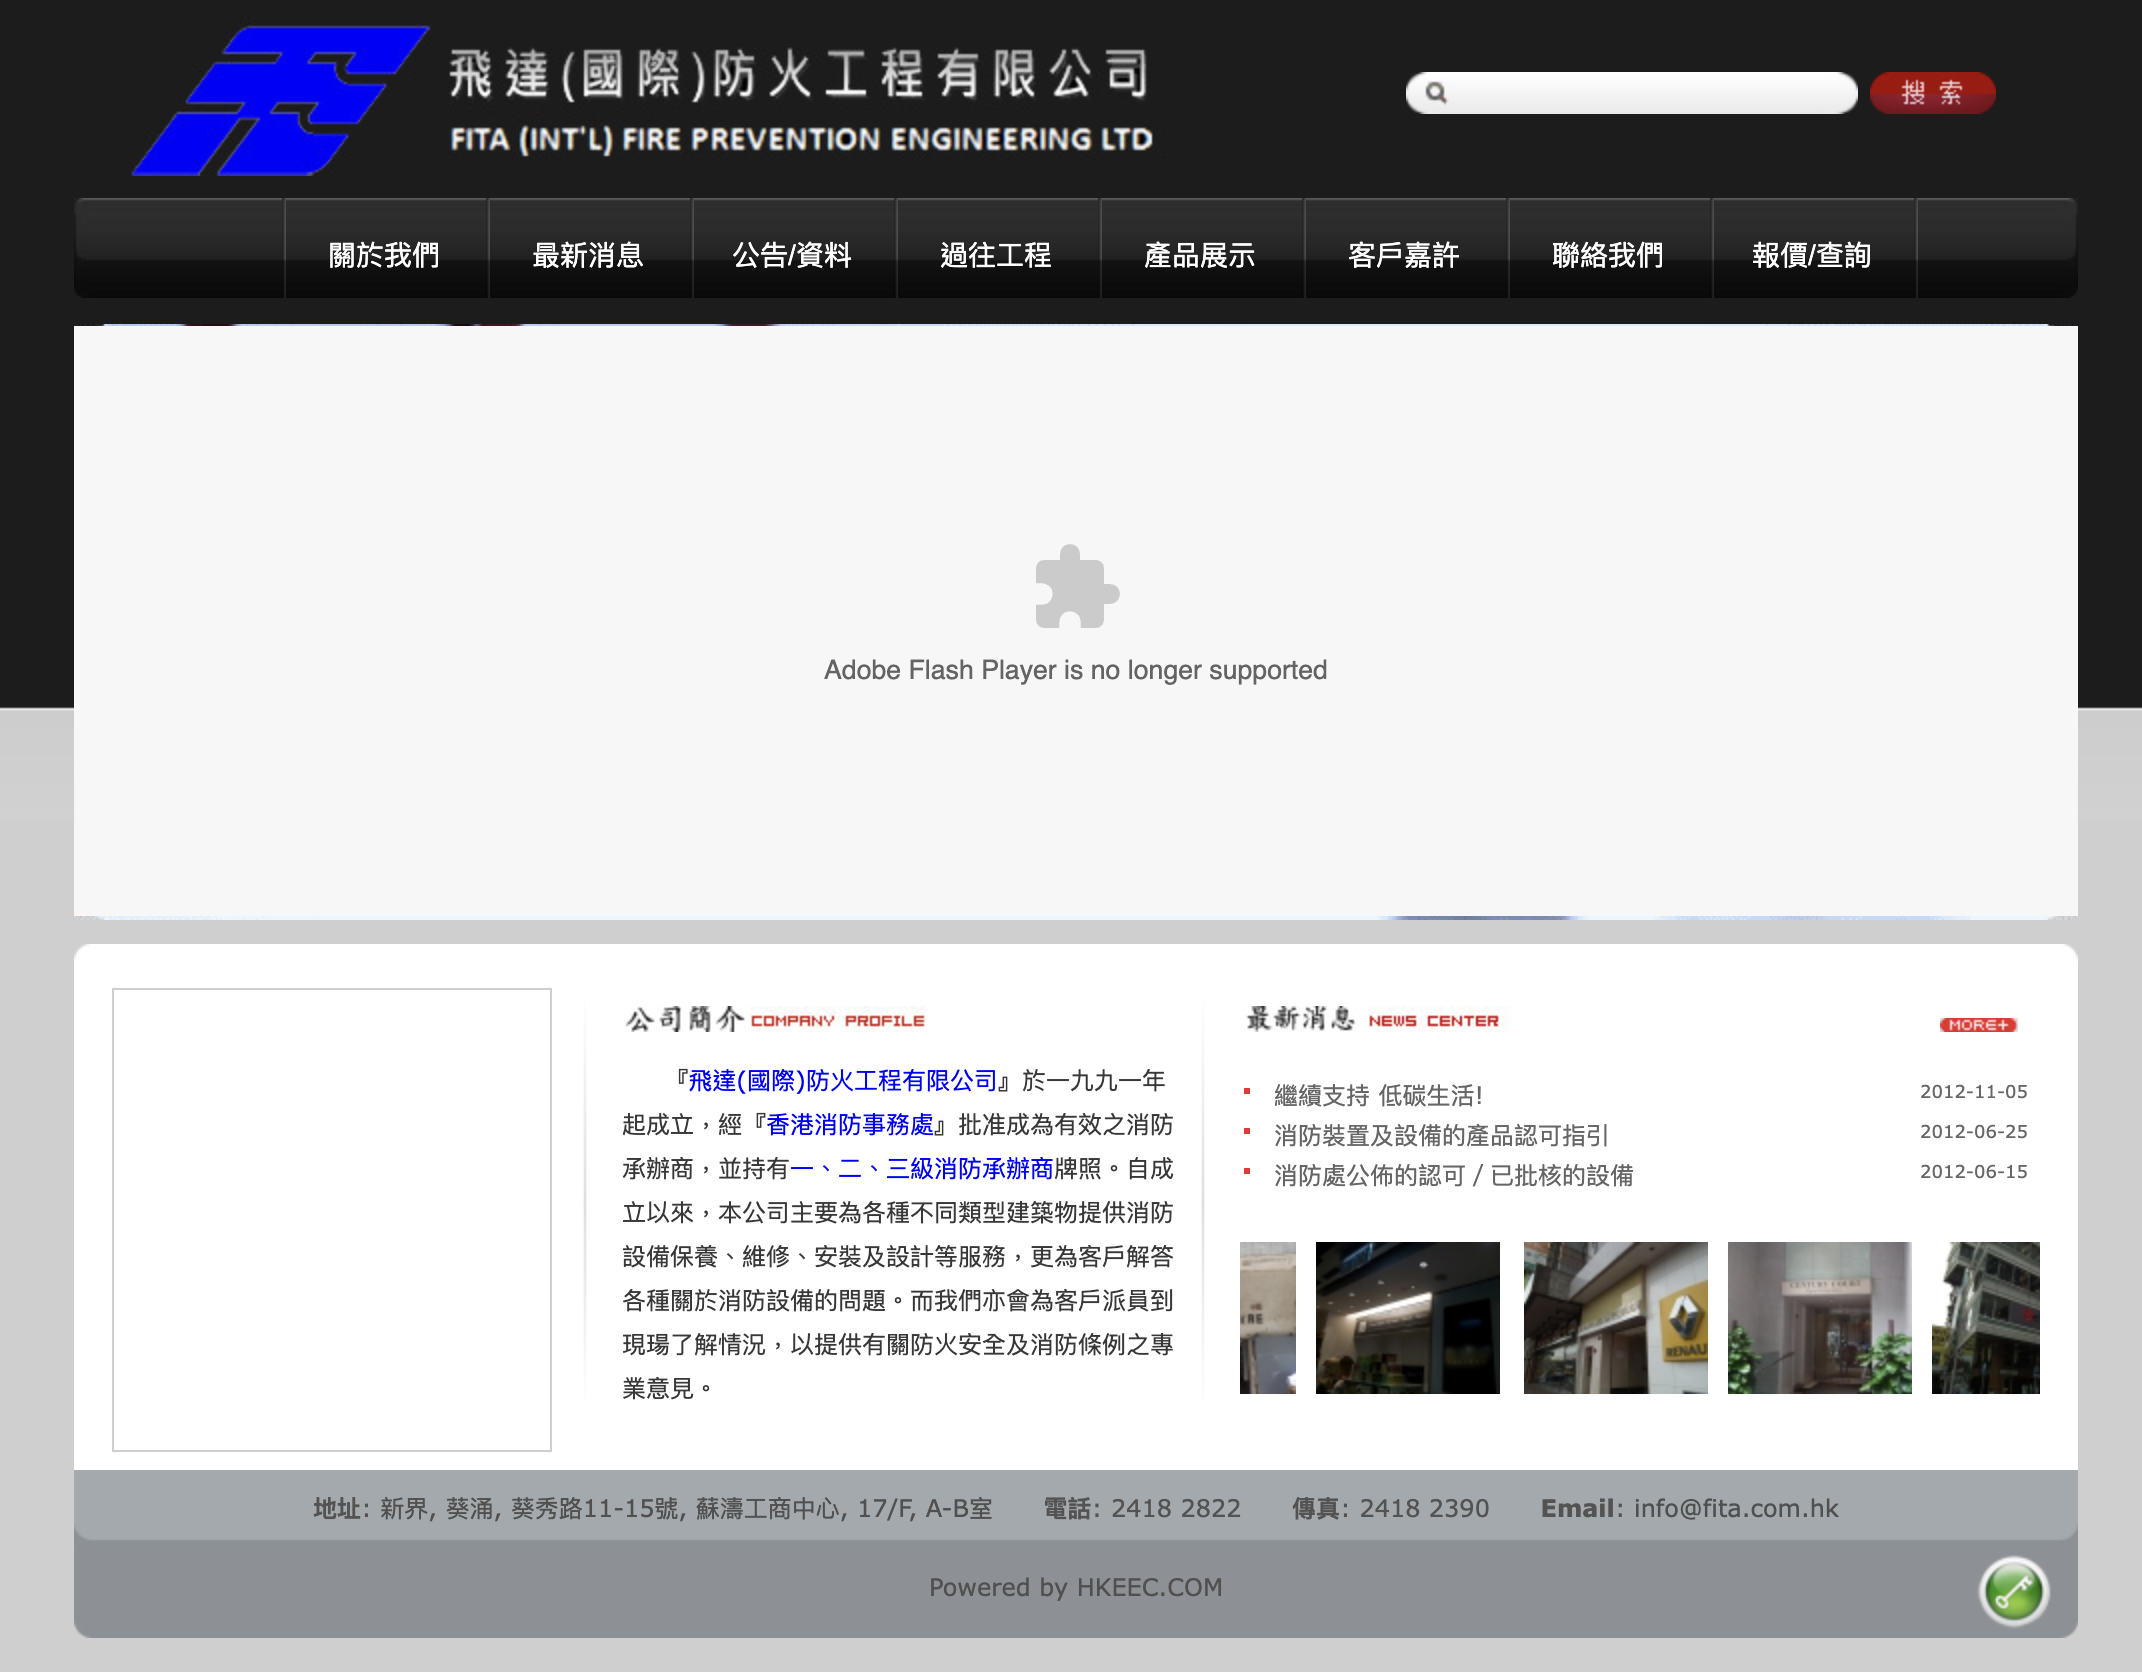 飛達(國際)防火工程有限公司
FITA (INT'L) FIRE PREVENTION ENGINEERING LTD
搜 索
關於我們
最新消息
公告/資料
過往工程
產品展示
客戶嘉許
聯絡我們
報價/查詢
Adobe Flash Player is no longer supported
公司簡介 COMPANY PROFILE
『飛達(國際)防火工程有限公司』於一九九一年
起成立，經『香港消防事務處』批准成為有效之消防
承辦商，並持有一、二、三級消防承辦商牌照。自成
立以來，本公司主要為各種不同類型建築物提供消防
設備保養、維修、安裝及設計等服務，更為客戶解答
各種關於消防設備的問題。而我們亦會為客戶派員到
現場了解情況，以提供有關防火安全及消防條例之專
業意見。
最新消息 NEWS CENTER
MORE+
繼續支持 低碳生活! 2012-11-05
消防裝置及設備的產品認可指引 2012-06-25
消防處公佈的認可 / 已批核的設備 2012-06-15
CENTURY COURT
地址: 新界, 葵涌, 葵秀路11-15號, 蘇濤工商中心, 17/F, A-B室 電話: 2418 2822 傳真: 2418 2390 Email: info@fita.com.hk
Powered by HKEEC.COM